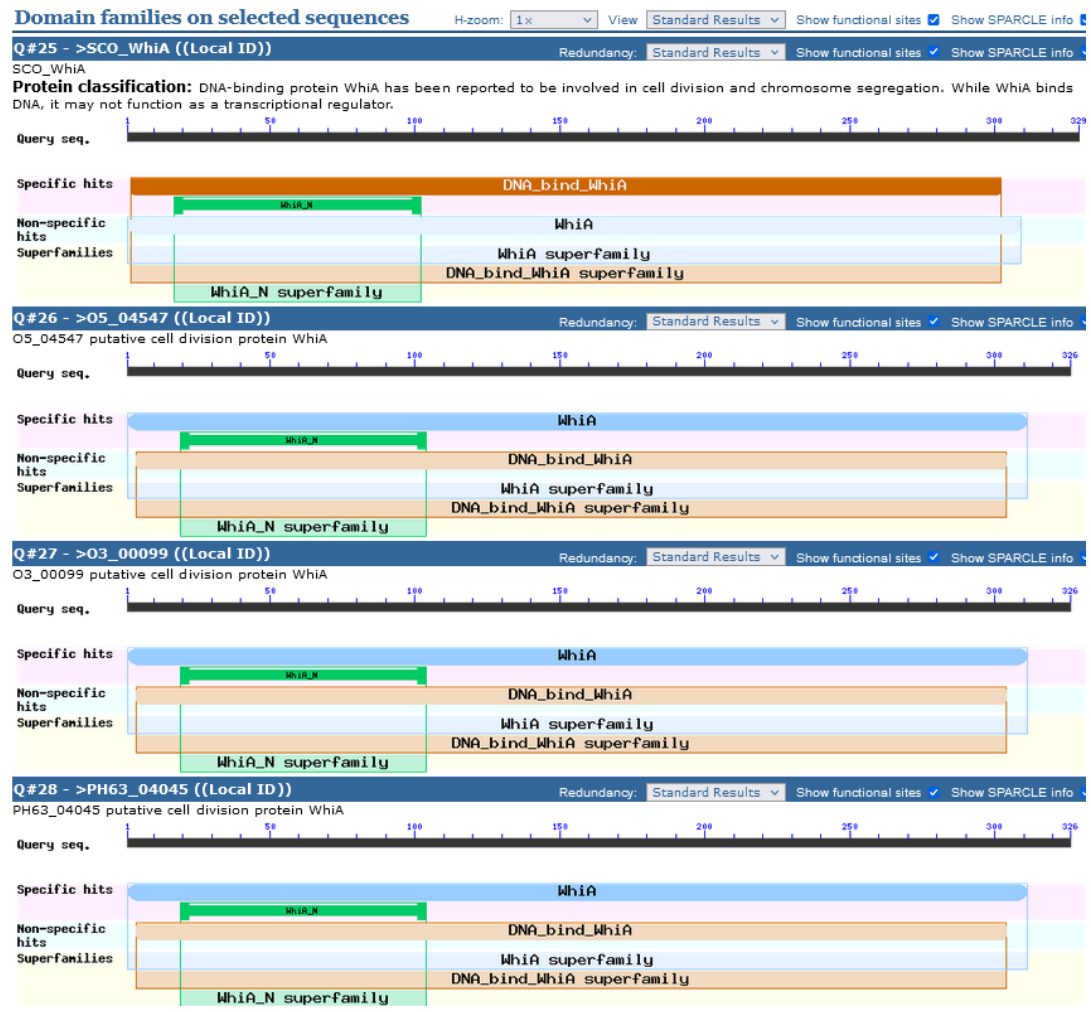 Domain families on selected sequences H-zoom: 1× View Standard Results Show functional sites Show SPARCLE info
Q#25 - >SCO_WhiA ((Local ID)) Redundancy: Standard Results Show functional sites Show SPARCLE info
SCO_WhiA
Protein classification: DNA-binding protein WhiA has been reported to be involved in cell division and chromosome segregation. While WhiA binds
DNA, it may not function as a transcriptional regulator.
1 50 100 150 200 250 300 329
Query seq.
Specific hits DNA_bind_WhiA
WhiA_N
Non-specific WhiA
hits
Superfamilies WhiA superfamily
DNA_bind_WhiA superfamily
WhiA_N superfamily
Q#26 - >O5_04547 ((Local ID)) Redundancy: Standard Results Show functional sites Show SPARCLE info
O5_04547 putative cell division protein WhiA
1 50 100 150 200 250 300 326
Query seq.
Specific hits WhiA
WhiA_N
Non-specific DNA_bind_WhiA
hits
Superfamilies WhiA superfamily
DNA_bind_WhiA superfamily
WhiA_N superfamily
Q#27 - >O3_00099 ((Local ID)) Redundancy: Standard Results Show functional sites Show SPARCLE info
O3_00099 putative cell division protein WhiA
1 50 100 150 200 250 300 326
Query seq.
Specific hits WhiA
WhiA_N
Non-specific DNA_bind_WhiA
hits
Superfamilies WhiA superfamily
DNA_bind_WhiA superfamily
WhiA_N superfamily
Q#28 - >PH63_04045 ((Local ID)) Redundancy: Standard Results Show functional sites Show SPARCLE info
PH63_04045 putative cell division protein WhiA
1 50 100 150 200 250 300 326
Query seq.
Specific hits WhiA
WhiA_N
Non-specific DNA_bind_WhiA
hits
Superfamilies WhiA superfamily
DNA_bind_WhiA superfamily
WhiA_N superfamily